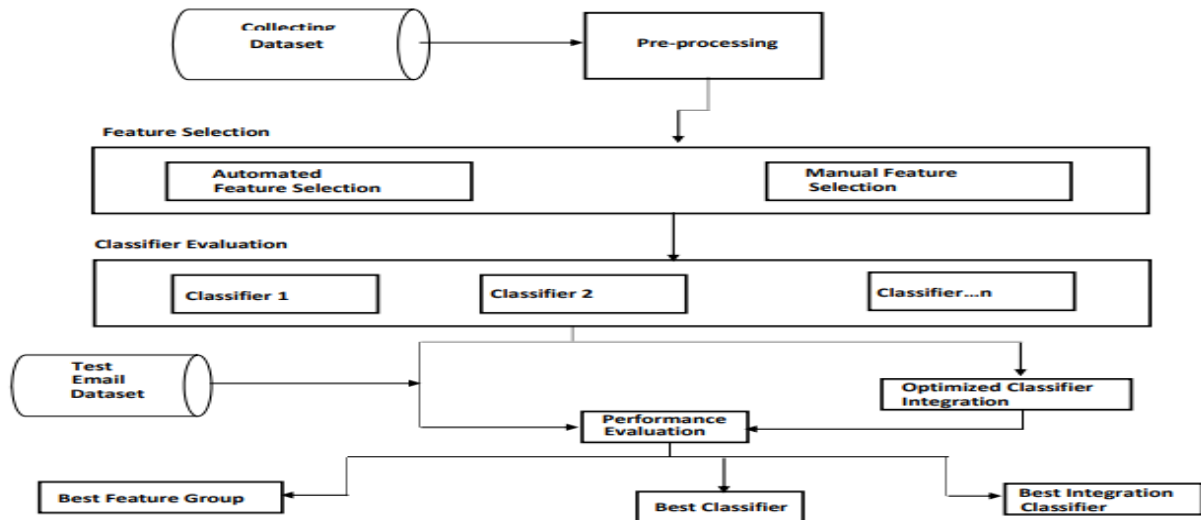 Collecting
Dataset
Pre-processing
Feature Selection
Automated
Feature Selection
Manual Feature
Selection
Classifier Evaluation
Classifier 1
Classifier 2
Classifier...n
Test
Email
Dataset
Optimized Classifier
Integration
Performance
Evaluation
Best Feature Group
Best Classifier
Best Integration
Classifier